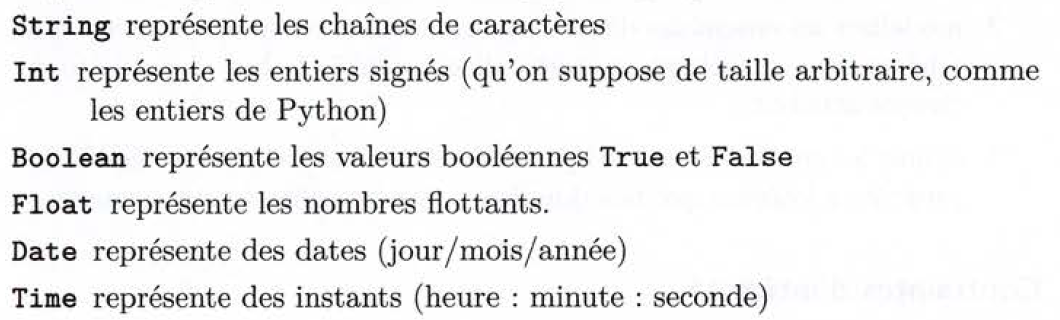 String représente les chaînes de caractères
Int représente les entiers signés (qu'on suppose de taille arbitraire, comme
les entiers de Python)
Boolean représente les valeurs booléennes True et False
Float représente les nombres flottants.
Date représente des dates (jour/mois/année)
Time représente des instants (heure : minute : seconde)